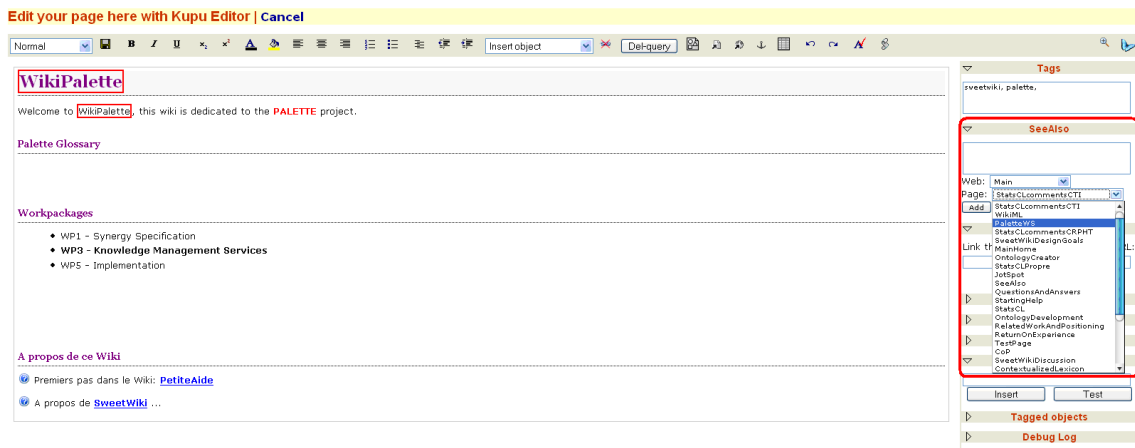 Edit your page here with Kupu Editor | Cancel
Normal B I U x₂ x² A Insert object Del-query
WikiPalette
Welcome to WikiPalette, this wiki is dedicated to the PALETTE project.
Palette Glossary
Workpackages
WP1 - Synergy Specification
WP3 - Knowledge Management Services
WP5 - Implementation
A propos de ce Wiki
Premiers pas dans le Wiki: PetiteAide
A propos de SweetWiki ...
Tags
sweetwiki, palette,
SeeAlso
Web: Main
Page: StatsCLcommentsCTI
Add
StatsCLcommentsCTI
WikiML
PaletteWS
StatsCLcommentsCRPHT
SweetWikiDesignGoals
MainHome
OntologyCreator
StatsCLPropre
JotSpot
SeeAlso
QuestionsAndAnswers
StartingHelp
StatsCL
OntologyDevelopment
RelatedWorkAndPositioning
ReturnOnExperience
TestPage
CoP
SweetWikiDiscussion
ContextualizedLexicon
Link th
L:
Insert Test
Tagged objects
Debug Log